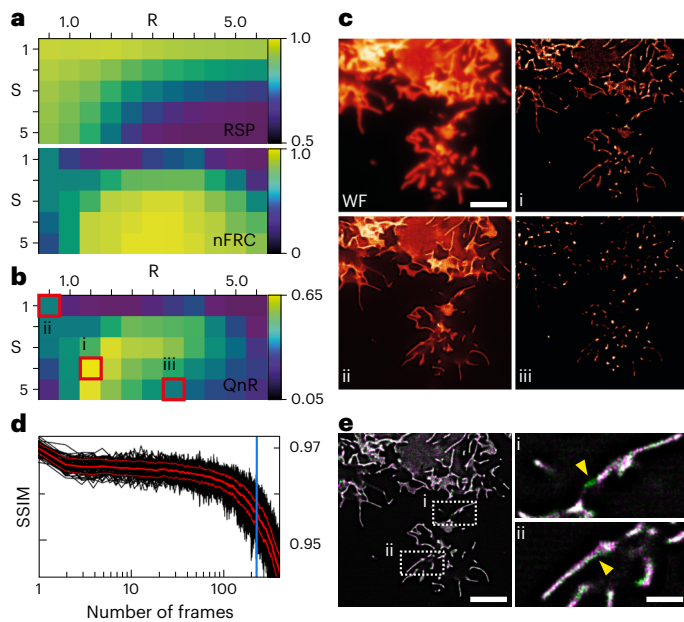 a
1.0 R 5.0
1
S
5
RSP
1.0
0.5
1
S
5
nFRC
1.0
0
b
1.0 R 5.0
1
S
5
ii
i
iii
QnR
0.65
0.05
c
WF
i
ii
iii
d
SSIM
0.97
0.95
1 10 100
Number of frames
e
i
ii
i
ii